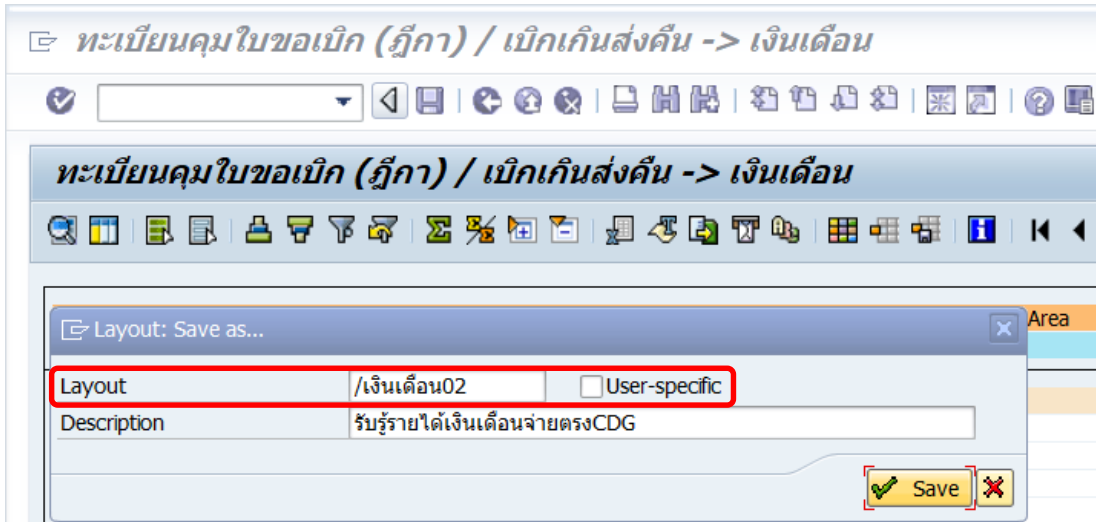 ทะเบียนคุมใบขอเบิก (ฎีกา) / เบิกเกินส่งคืน -> เงินเดือน
ทะเบียนคุมใบขอเบิก (ฎีกา) / เบิกเกินส่งคืน -> เงินเดือน
Area
Layout: Save as...
Layout /เงินเดือน02 User-specific
Description รับรู้รายได้เงินเดือนจ่ายตรงCDG
Save